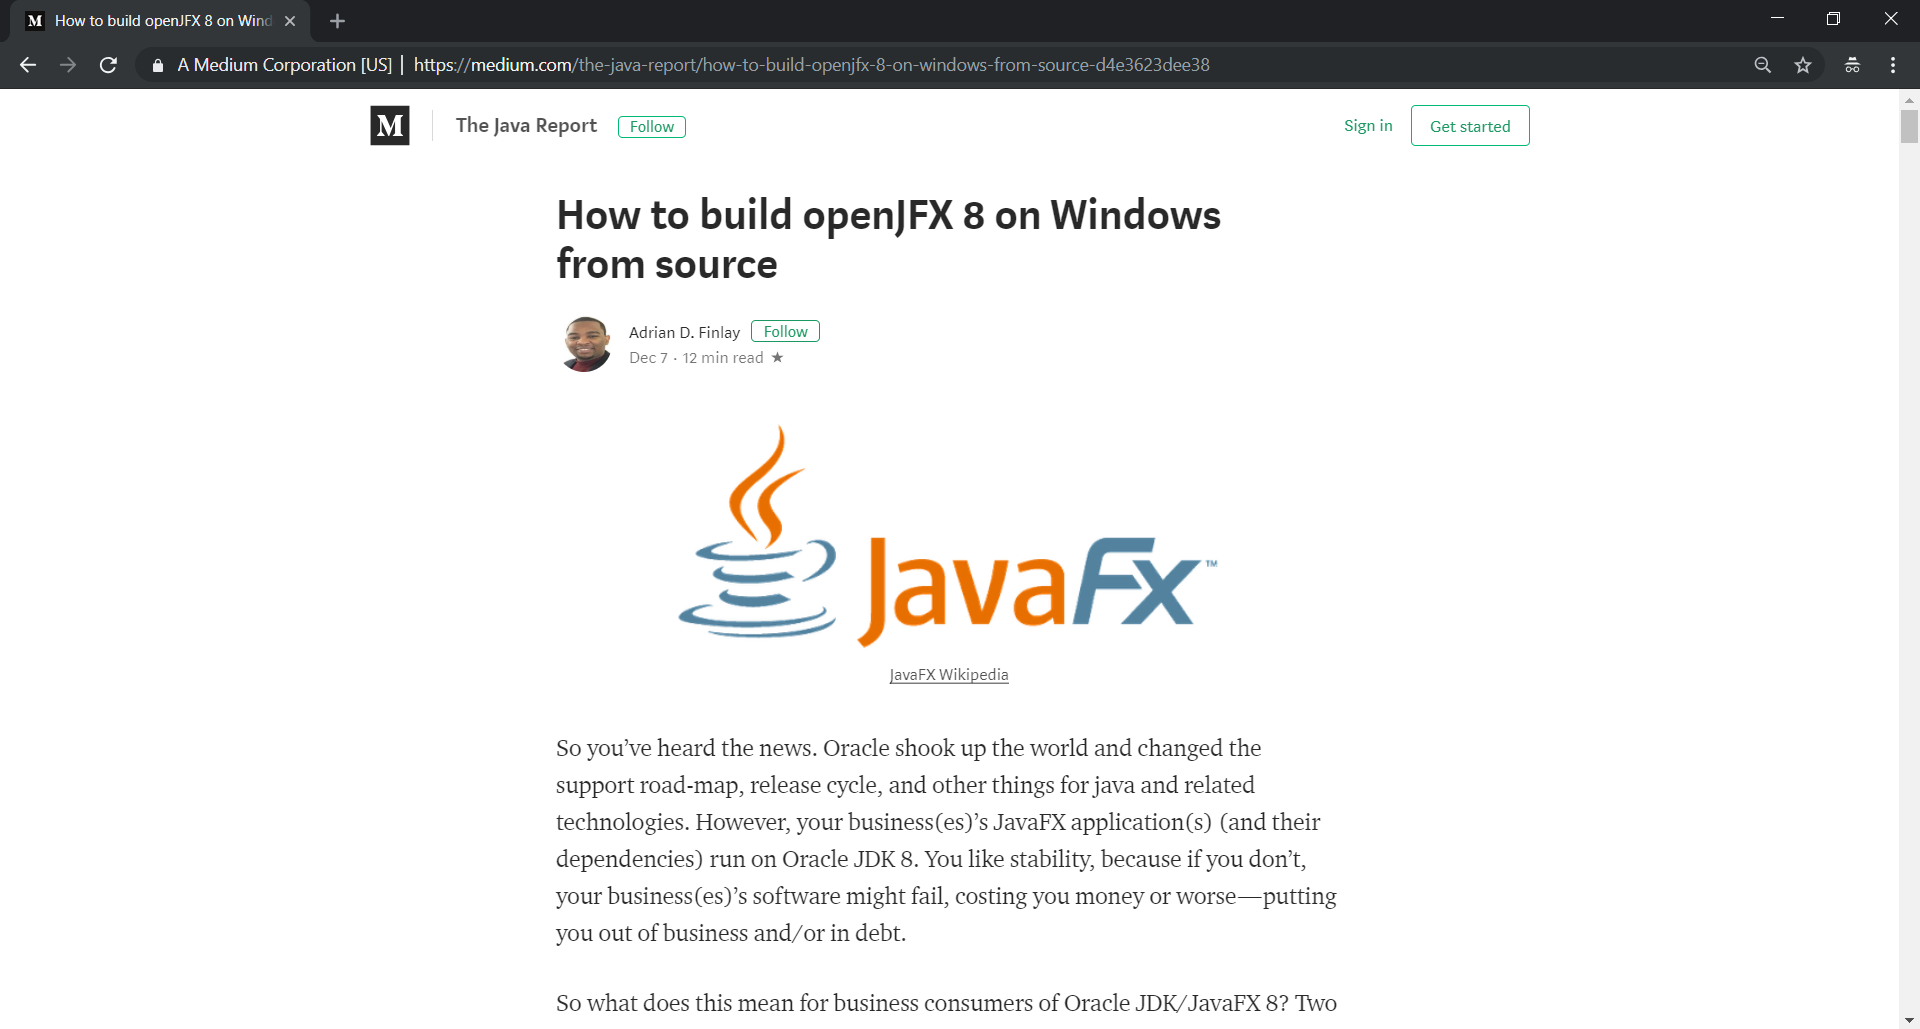 M How to build openJFX 8 on Wind
A Medium Corporation [US] | https://medium.com/the-java-report/how-to-build-openjfx-8-on-windows-from-source-d4e3623dee38
M The Java Report Follow Sign in Get started
How to build openJFX 8 on Windows
from source
Adrian D. Finlay Follow
Dec 7 · 12 min read ★
JavaFX™
JavaFX Wikipedia
So you’ve heard the news. Oracle shook up the world and changed the
support road-map, release cycle, and other things for java and related
technologies. However, your business(es)’s JavaFX application(s) (and their
dependencies) run on Oracle JDK 8. You like stability, because if you don’t,
your business(es)’s software might fail, costing you money or worse—putting
you out of business and/or in debt.
So what does this mean for business consumers of Oracle JDK/JavaFX 8? Two